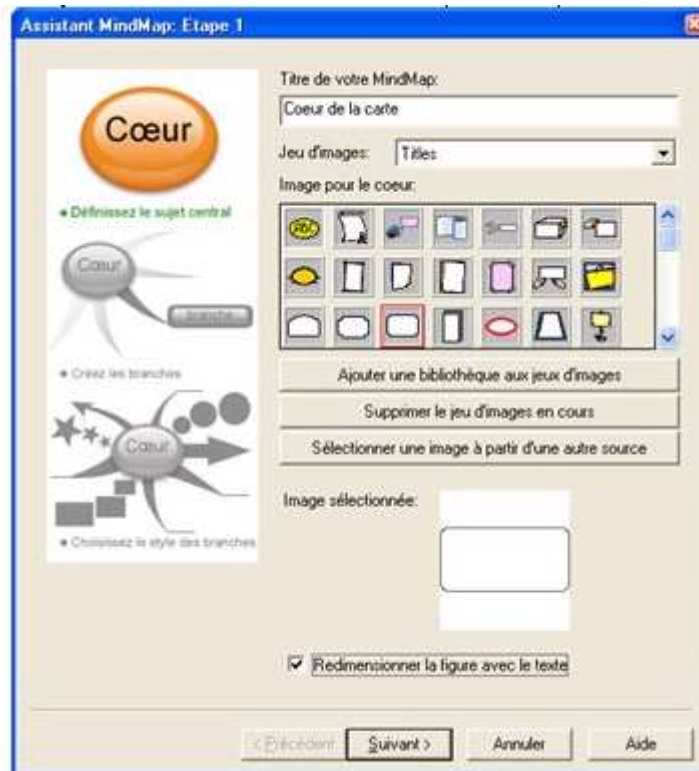 Assistant MindMap: Etape 1
Cœur
• Définissez le sujet central
Cœur
branche
• Créez les branches
Cœur
• Choisissez le style des branches
Titre de votre MindMap:
Coeur de la carte
Jeu d'images:
Titles
Image pour le coeur:
ABC
Ajouter une bibliothèque aux jeux d'images
Supprimer le jeu d'images en cours
Sélectionner une image à partir d'une autre source
Image sélectionnée:
Redimensionner la figure avec le texte
< Précédent
Suivant >
Annuler
Aide